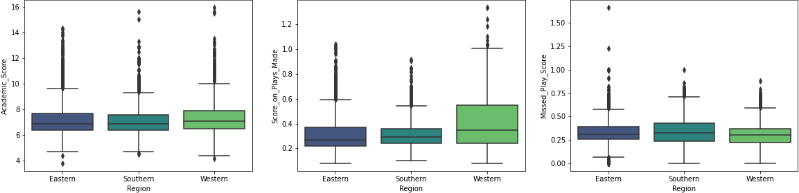 16
14
12
10
8
6
4
Academic_Score
Eastern
Southern
Western
Region
1.2
1.0
0.8
0.6
0.4
0.2
Score_on_Plays_Made
Eastern
Southern
Western
Region
1.50
1.25
1.00
0.75
0.50
0.25
0.00
Missed_Play_Score
Eastern
Southern
Western
Region